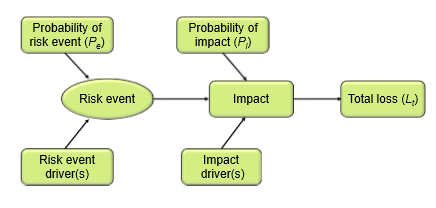 Probability of
risk event (Pe)
Probability of
impact (Pi)
Risk event
Impact
Total loss (Lt)
Risk event
driver(s)
Impact
driver(s)